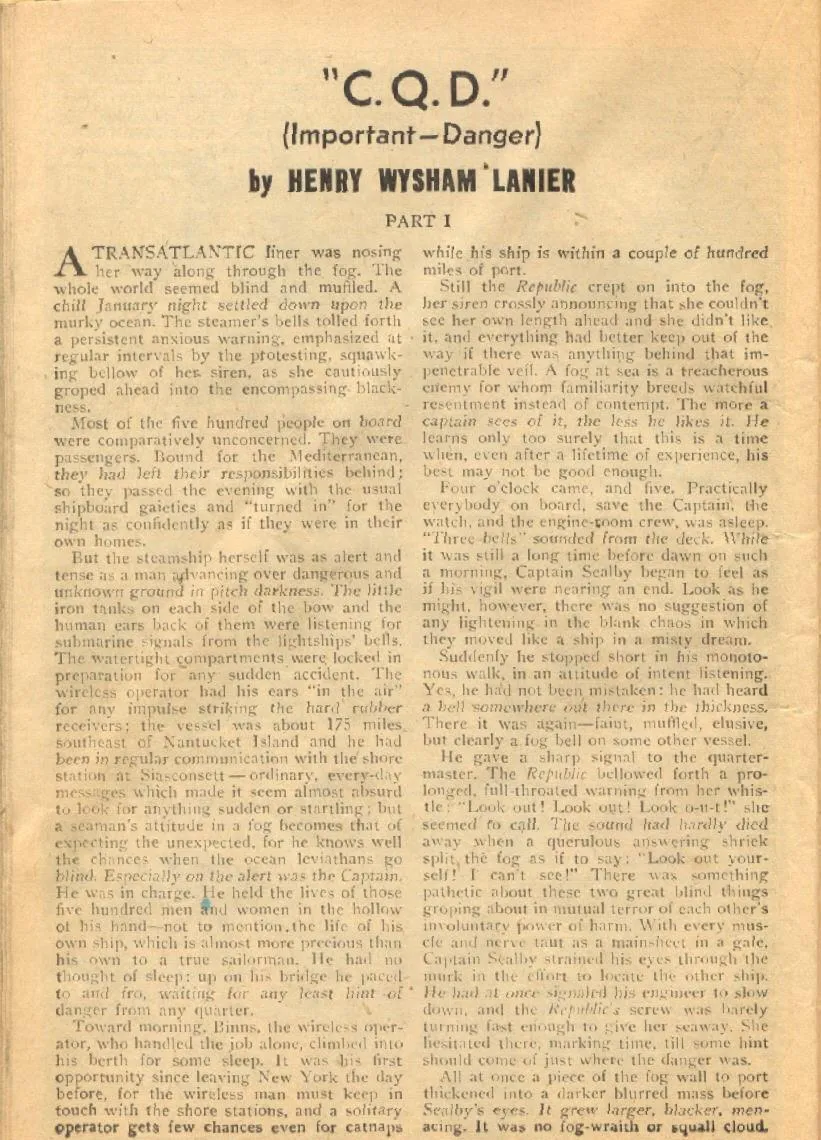 "C.Q.D."
(Important—Danger)
by HENRY WYSHAM LANIER
PART I
A TRANSATLANTIC liner was nosing
her way along through the fog. The
whole world seemed blind and muffled. A
chill January night settled down upon the
murky ocean. The steamer's bells tolled forth
a persistent anxious warning, emphasized at
regular intervals by the protesting, squawk-
ing bellow of her siren, as she cautiously
groped ahead into the encompassing black-
ness.
Most of the five hundred people on board
were comparatively unconcerned. They were
passengers. Bound for the Mediterranean,
they had left their responsibilities behind;
so they passed the evening with the usual
shipboard gaieties and "turned in" for the
night as confidently as if they were in their
own homes.
But the steamship herself was as alert and
tense as a man advancing over dangerous and
unknown ground in pitch darkness. The little
iron tanks on each side of the bow and the
human ears back of them were listening for
submarine signals from the lightships' bells.
The watertight compartments were locked in
preparation for any sudden accident. The
wireless operator had his ears "in the air"
for any impulse striking the hard rubber
receivers; the vessel was about 175 miles
southeast of Nantucket Island and he had
been in regular communication with the shore
station at Siasconsett—ordinary, every-day
messages which made it seem almost absurd
to look for anything sudden or startling; but
a seaman's attitude in a fog becomes that of
expecting the unexpected, for he knows well
the chances when the ocean leviathans go
blind. Especially on the alert was the Captain.
He was in charge. He held the lives of those
five hundred men and women in the hollow
of his hand—not to mention the life of his
own ship, which is almost more precious than
his own to a true sailorman. He had no
thought of sleep; up on his bridge he paced
to and fro, waiting for any least hint of
danger from any quarter.
Toward morning, Binns, the wireless oper-
ator, who handled the job alone, climbed into
his berth for some sleep. It was his first
opportunity since leaving New York the day
before, for the wireless man must keep in
touch with the shore stations, and a solitary
operator gets few chances even for catnaps
while his ship is within a couple of hundred
miles of port.
Still the Republic crept on into the fog,
her siren crossly announcing that she couldn't
see her own length ahead and she didn't like
it, and everything had better keep out of the
way if there was anything behind that im-
penetrable veil. A fog at sea is a treacherous
enemy for whom familiarity breeds watchful
resentment instead of contempt. The more a
captain sees of it, the less he likes it. He
learns only too surely that this is a time
when, even after a lifetime of experience, his
best may not be good enough.
Four o'clock came, and five. Practically
everybody on board, save the Captain, the
watch, and the engine-room crew, was asleep.
"Three bells" sounded from the deck. While
it was still a long time before dawn on such
a morning, Captain Sealby began to feel as
if his vigil were nearing an end. Look as he
might, however, there was no suggestion of
any lightening in the blank chaos in which
they moved like a ship in a misty dream.
Suddenly he stopped short in his monoto-
nous walk, in an attitude of intent listening.
Yes, he had not been mistaken: he had heard
a bell somewhere out there in the thickness.
There it was again—faint, muffled, elusive,
but clearly a fog bell on some other vessel.
He gave a sharp signal to the quarter-
master. The Republic bellowed forth a pro-
longed, full-throated warning from her whis-
tle: "Look out! Look out! Look o-u-t!" she
seemed to call. The sound had hardly died
away when a querulous answering shriek
split the fog as if to say: "Look out your-
self! I can't see!" There was something
pathetic about these two great blind things
groping about in mutual terror of each other's
involuntary power of harm. With every mus-
cle and nerve taut as a mainsheet in a gale,
Captain Sealby strained his eyes through the
murk in the effort to locate the other ship.
He had at once signaled his engineer to slow
down, and the Republic's screw was barely
turning fast enough to give her seaway. She
hesitated there, marking time, till some hint
should come of just where the danger was.
All at once a piece of the fog wall to port
thickened into a darker blurred mass before
Sealby's eyes. It grew larger, blacker, men-
acing. It was no fog-wraith or squall cloud.